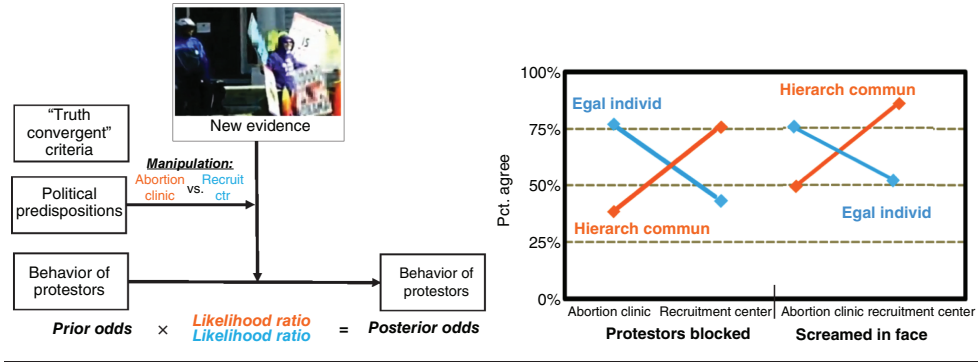 New evidence
“Truth
convergent”
criteria
Manipulation:
Abortion
clinic
vs.
Recruit
ctr
Political
predispositions
Behavior of
protestors
Behavior of
protestors
Prior odds × Likelihood ratio = Posterior odds
Likelihood ratio
100%
75%
50%
25%
0%
Pct. agree
Egal individ
Hierarch commun
Hierarch commun
Egal individ
Abortion clinic Recruitment center
Abortion clinic recruitment center
Protestors blocked
Screamed in face